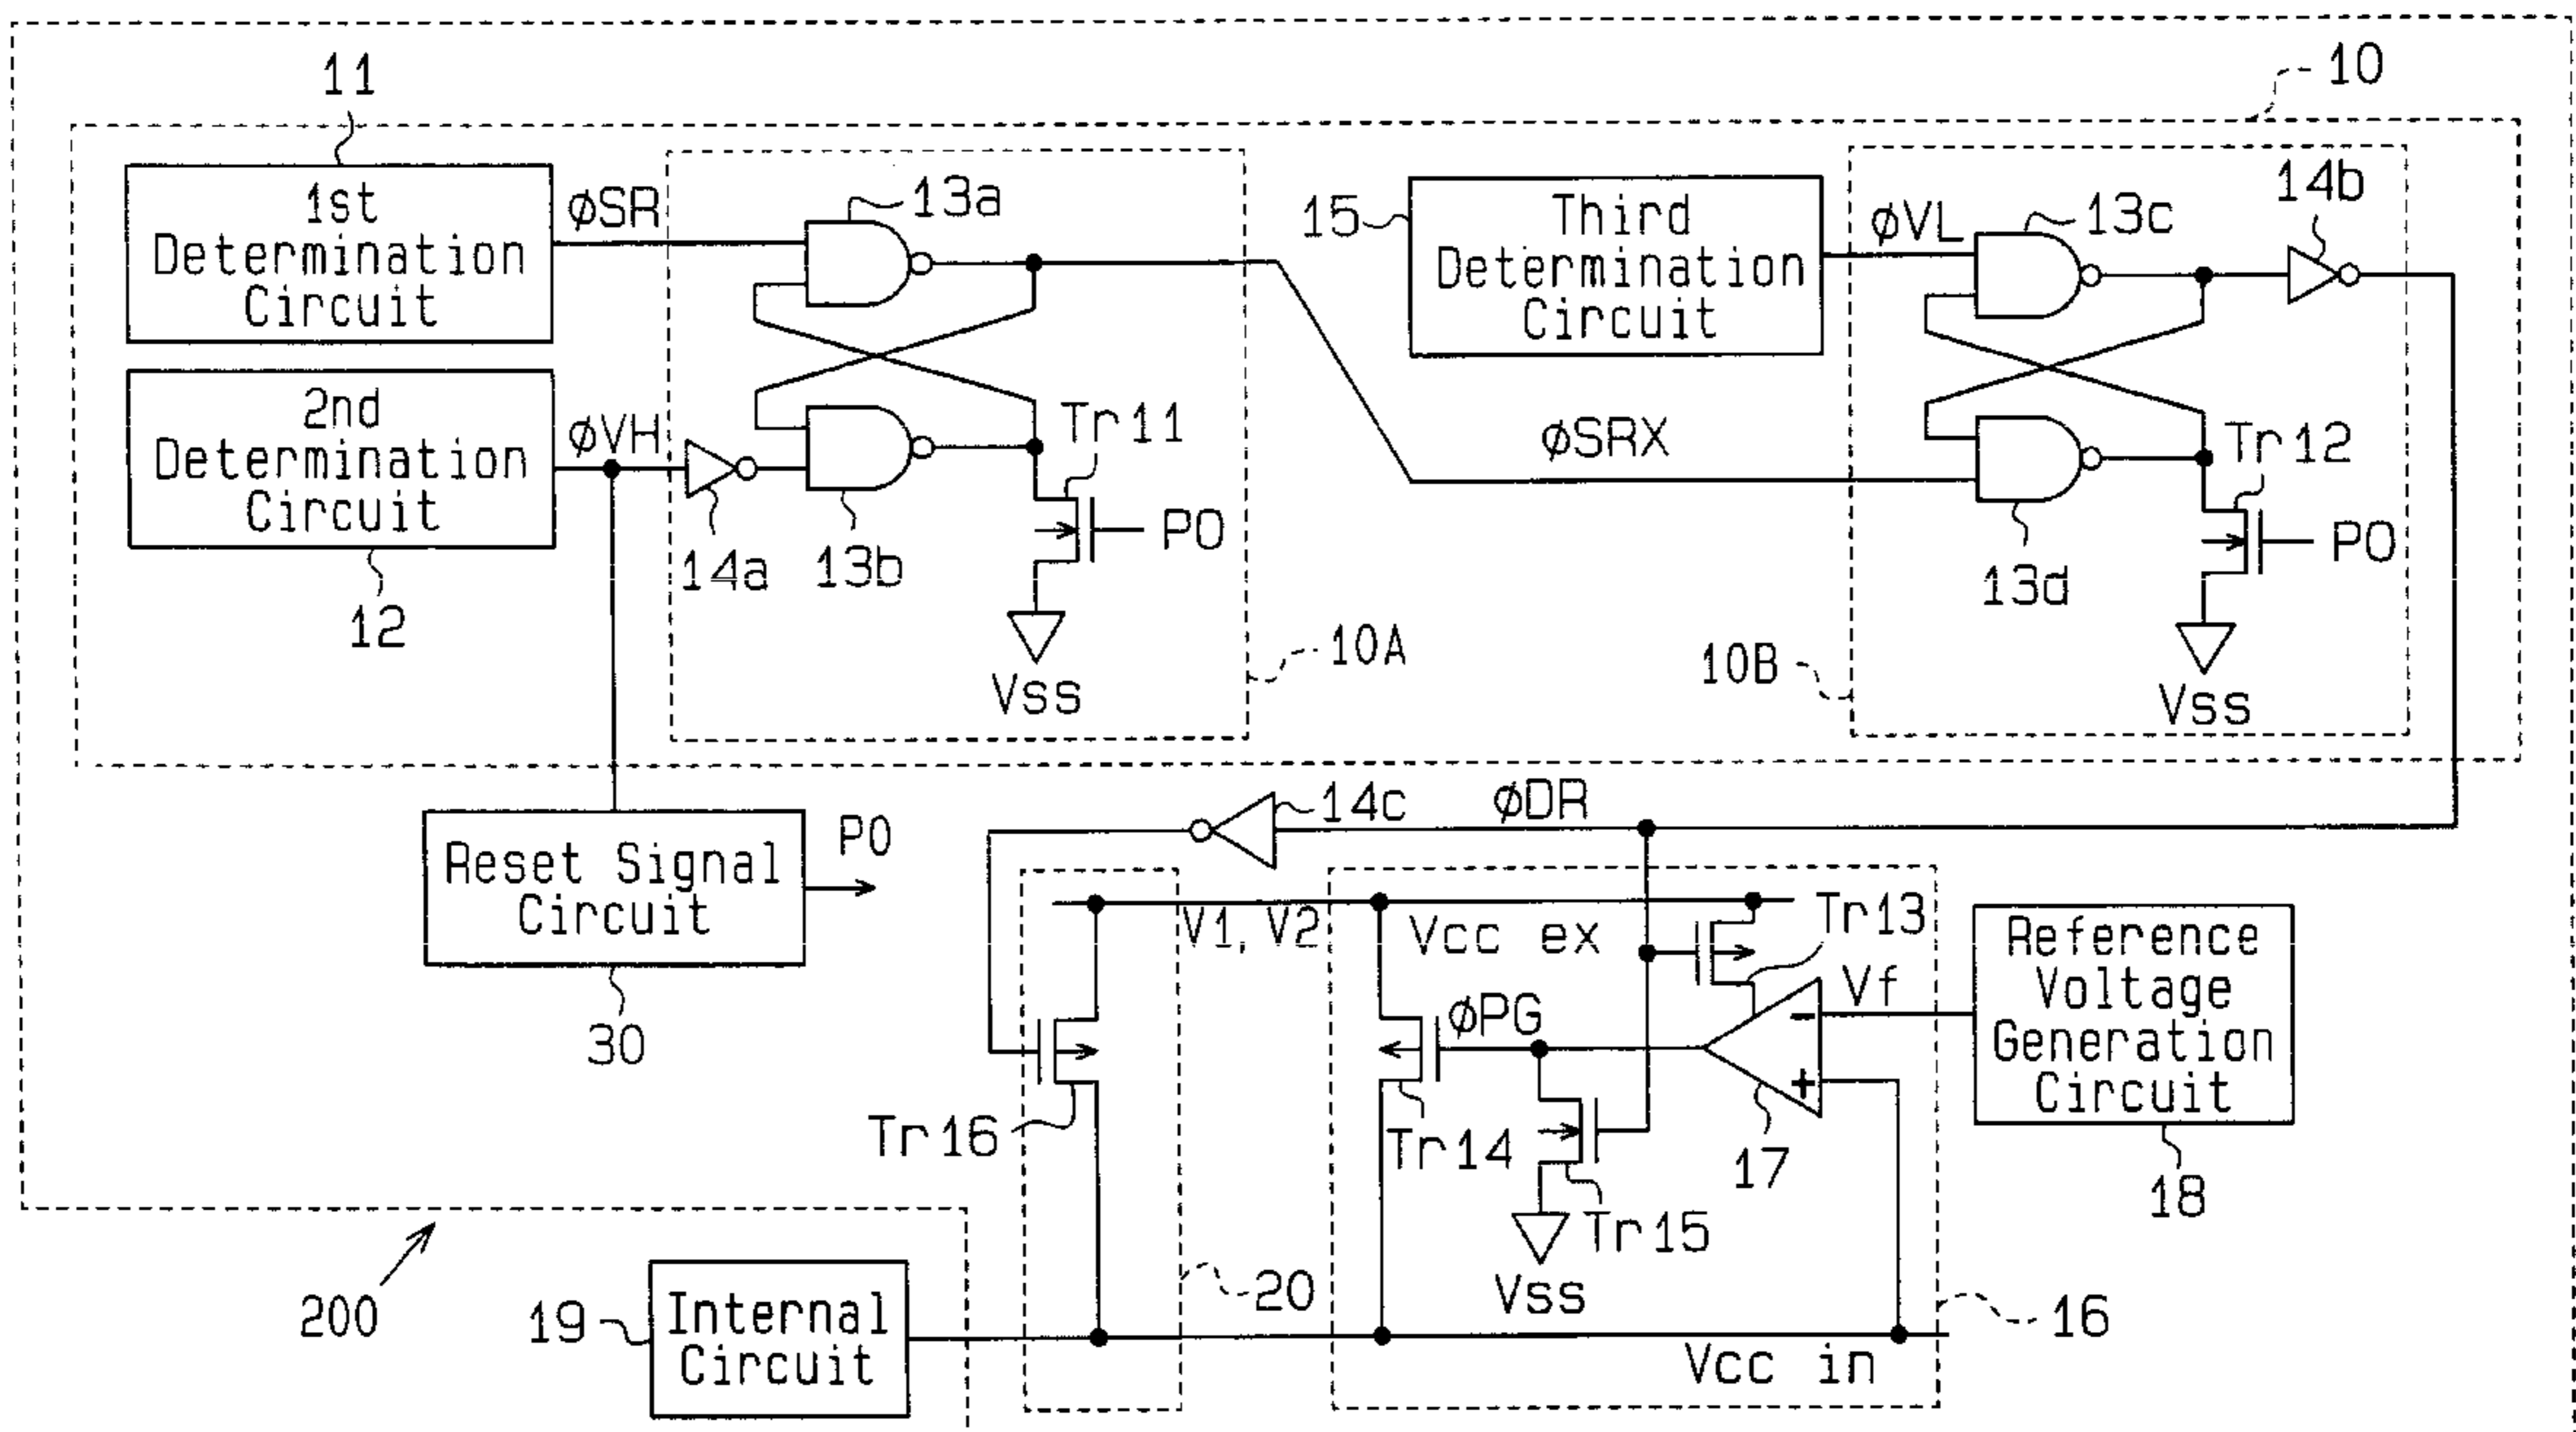 10
11
1st
Determination
Circuit
φSR
13a
15
Third
Determination
Circuit
φVL
13c
14b
2nd
Determination
Circuit
φVH
12
14a
13b
Tr11
PO
Vss
10A
φSRX
13d
Tr12
PO
Vss
10B
Reset Signal
Circuit
PO
30
14c
φDR
V1, V2
Vcc ex
Tr13
Vf
Reference
Voltage
Generation
Circuit
18
φPG
Tr16
Tr14
Tr15
Vss
-
+
17
200
19
Internal
Circuit
20
Vcc in
16